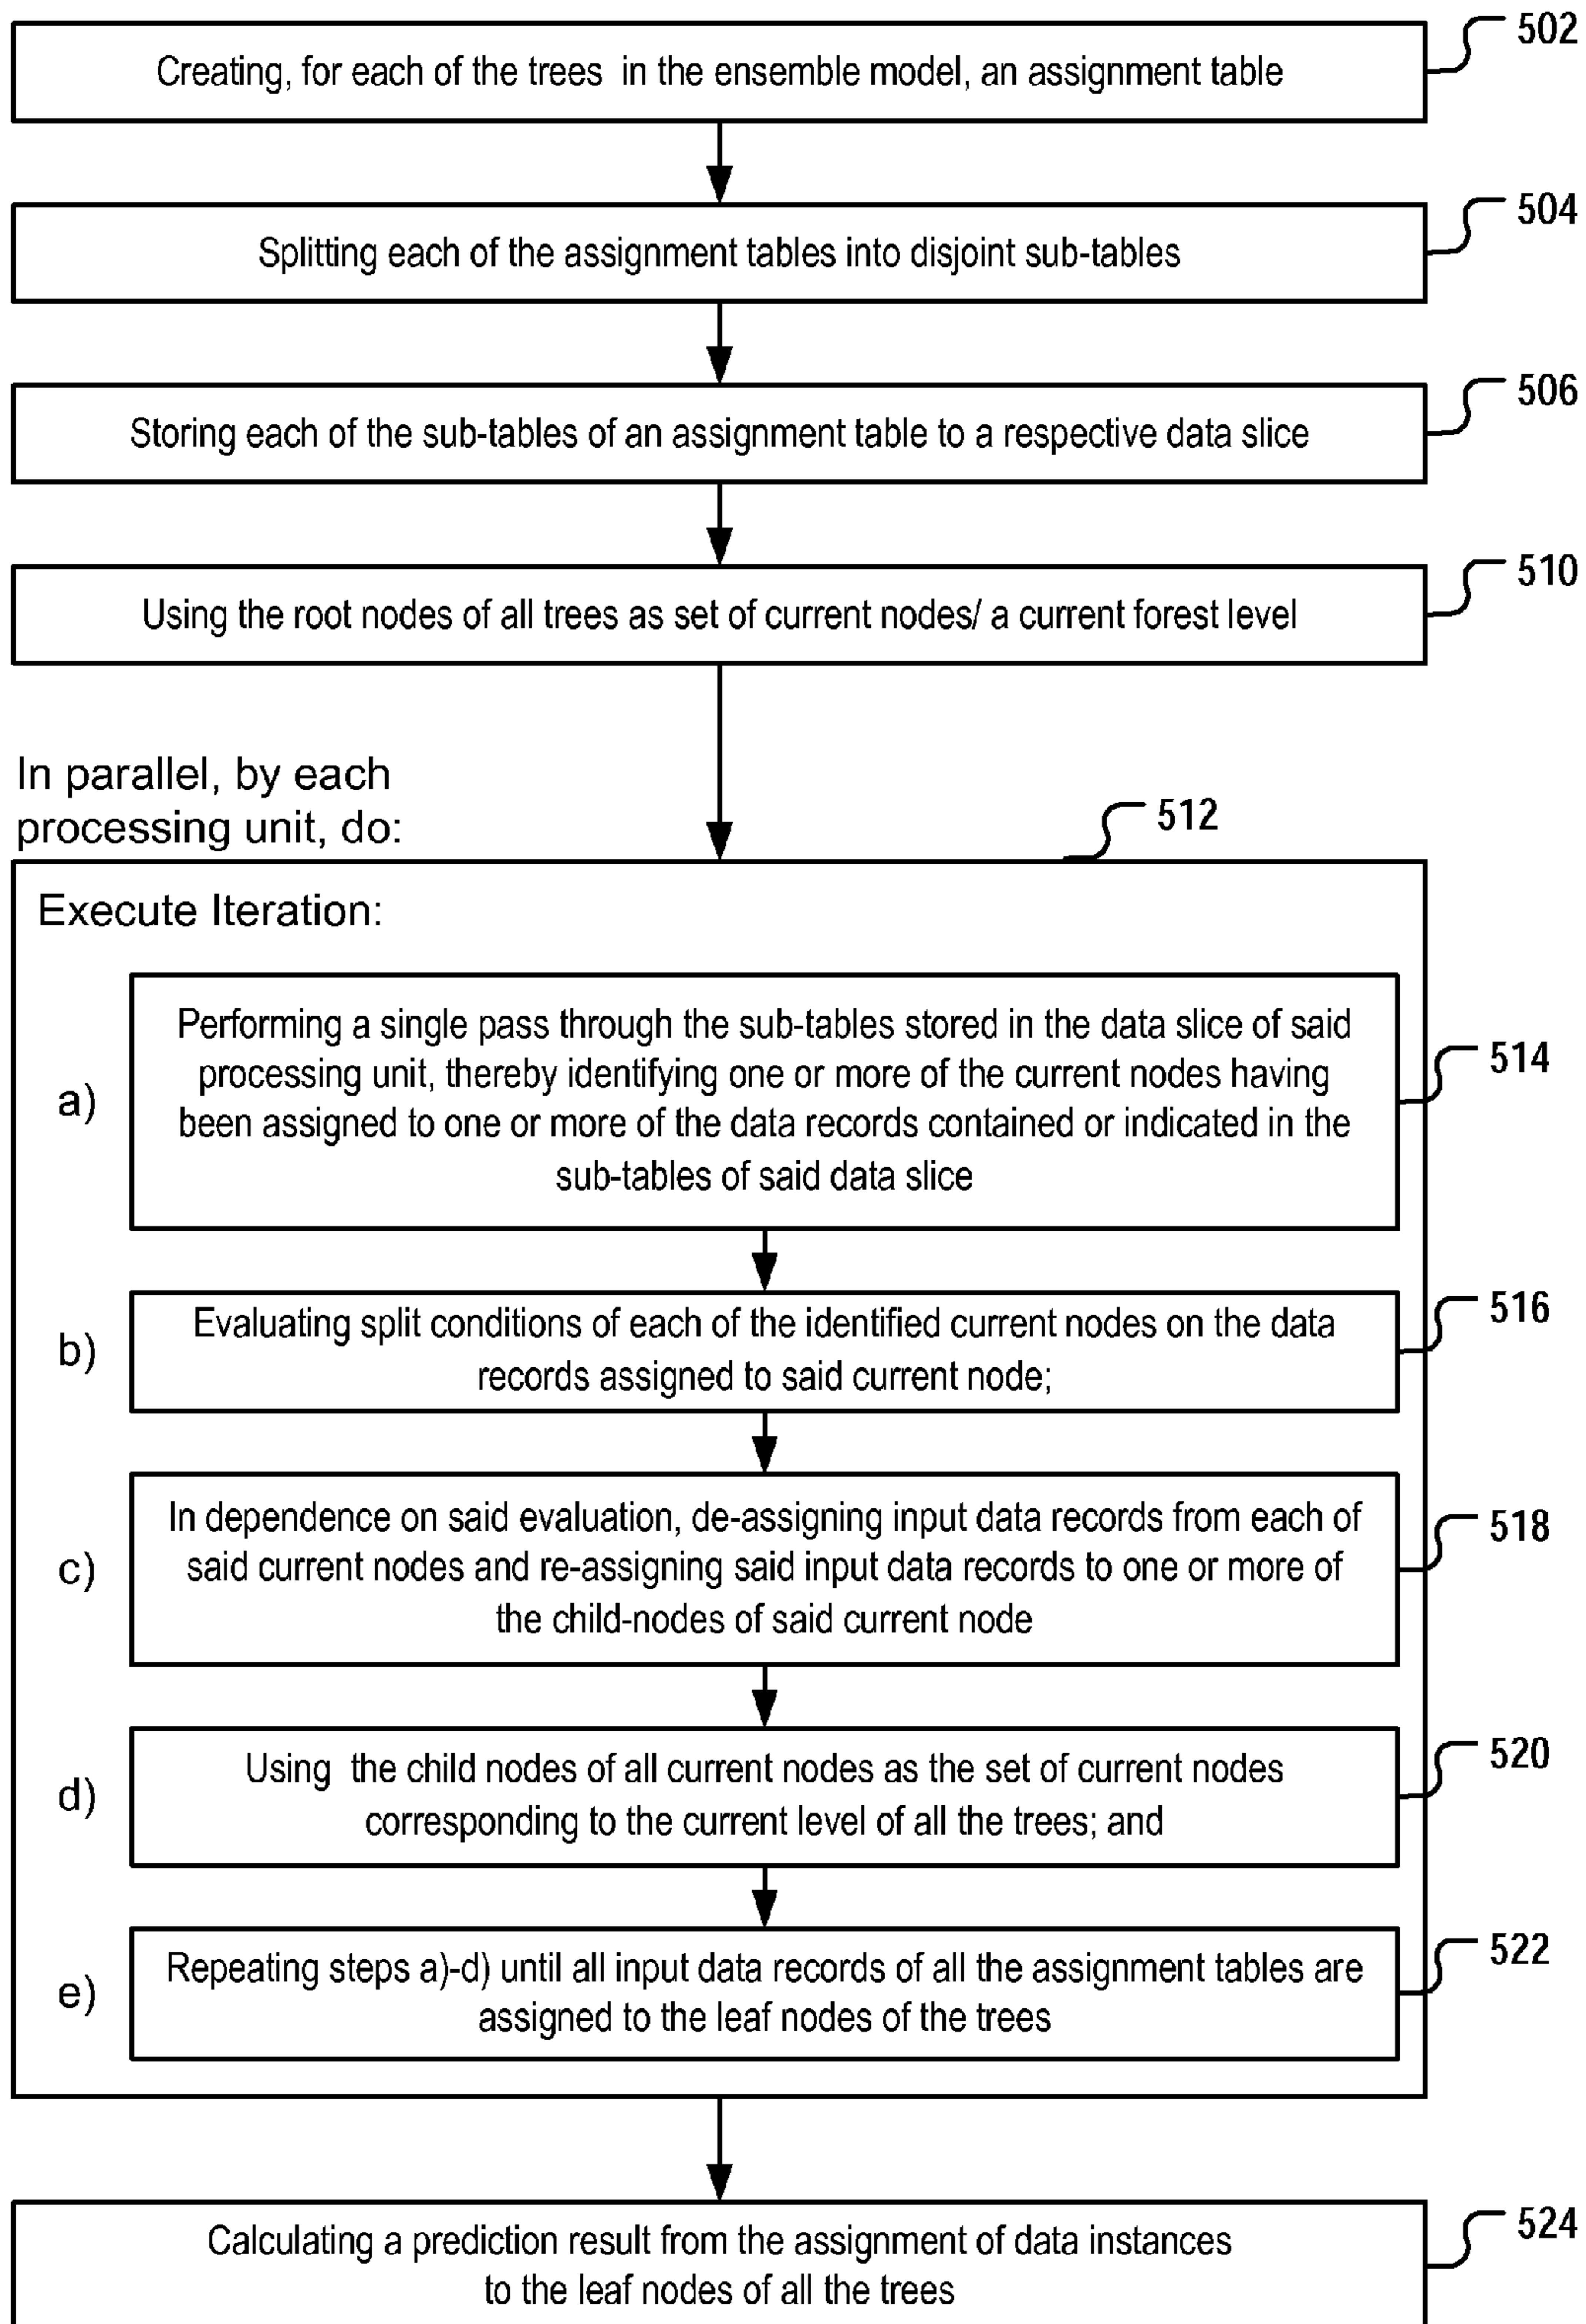 502
Creating, for each of the trees in the ensemble model, an assignment table
504
Splitting each of the assignment tables into disjoint sub-tables
506
Storing each of the sub-tables of an assignment table to a respective data slice
510
Using the root nodes of all trees as set of current nodes/ a current forest level
In parallel, by each
processing unit, do:
512
Execute Iteration:
a)
Performing a single pass through the sub-tables stored in the data slice of said
processing unit, thereby identifying one or more of the current nodes having
been assigned to one or more of the data records contained or indicated in the
sub-tables of said data slice
514
b)
Evaluating split conditions of each of the identified current nodes on the data
records assigned to said current node;
516
c)
In dependence on said evaluation, de-assigning input data records from each of
said current nodes and re-assigning said input data records to one or more of
the child-nodes of said current node
518
d)
Using the child nodes of all current nodes as the set of current nodes
corresponding to the current level of all the trees; and
520
e)
Repeating steps a)-d) until all input data records of all the assignment tables are
assigned to the leaf nodes of the trees
522
Calculating a prediction result from the assignment of data instances
to the leaf nodes of all the trees
524